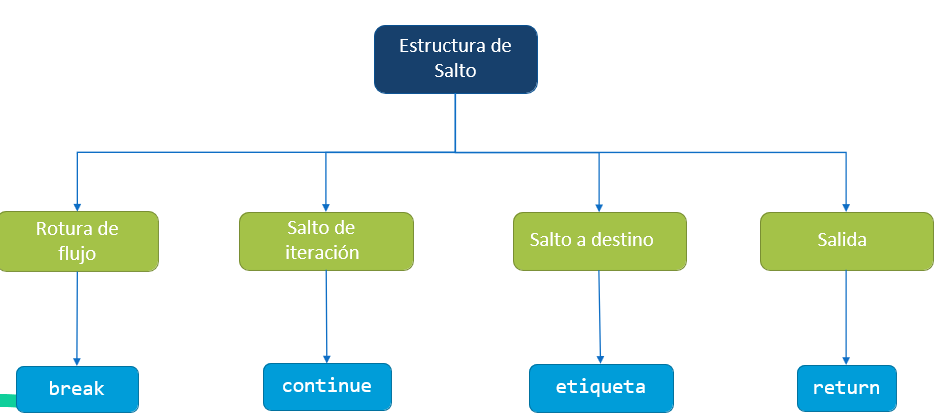 Estructura de
Salto
Rotura de
flujo
Salto de
iteración
Salto a destino
Salida
break
continue
etiqueta
return